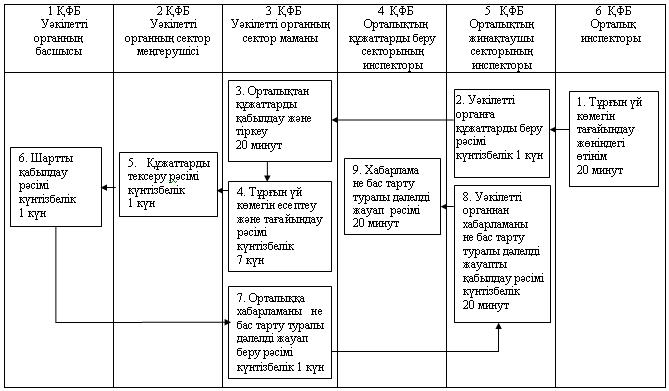 1 ҚФБ
Уәкілетті
органның
басшысы
2 ҚФБ
Уәкілетті
органның сектор
меңгерушісі
3 ҚФБ
Уәкілетті органның
сектор маманы
4 ҚФБ
Орталықтың
құжаттарды беру
секторының
инспекторы
5 ҚФБ
Орталықтың
жинақтаушы
секторының
инспекторы
6 ҚФБ
Орталық
инспекторы
3. Орталықтан
құжаттарды
қабылдау және
тіркеу
20 минут
2. Уәкілетті
органға
құжаттарды беру
рәсімі
күнтізбелік 1 күн
1. Тұрғын үй
көмегін
тағайындау
жөніндегі
өтінім
20 минут
6. Шартты
қабылдау
рәсімі
күнтізбелік
1 күн
5. Құжаттарды
тексеру рәсімі
күнтізбелік
1 күн
4. Тұрғын үй
көмегін есептеу
және тағайындау
рәсімі
күнтізбелік
7 күн
9. Хабарлама
не бас тарту
туралы дәлелді
жауап рәсімі
20 минут
8. Уәкілетті
органнан
хабарламаны
не бас тарту
туралы дәлелді
жауапты
қабылдау рәсімі
күнтізбелік
20 минут
7. Орталыққа
хабарламаны не
бас тарту туралы
дәлелді жауап
беру рәсімі
күнтізбелік 1 күн